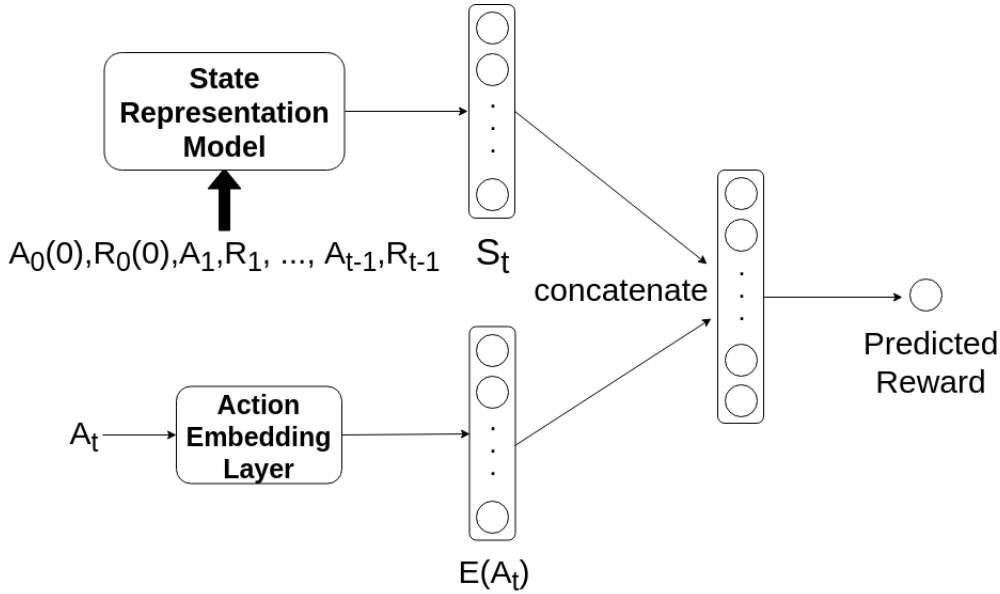 State
Representation
Model
A₀(0),R₀(0),A₁,R₁, ..., Aₜ₋₁,Rₜ₋₁
Sₜ
concatenate
Predicted
Reward
Aₜ
Action
Embedding
Layer
E(Aₜ)